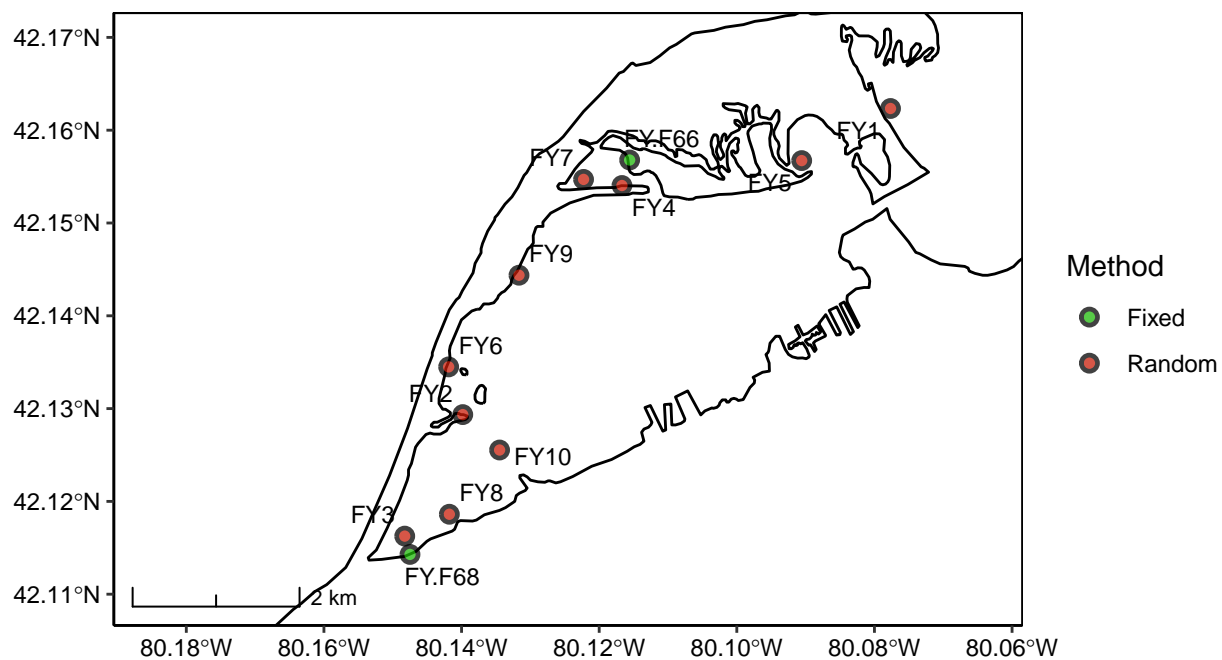 42.17°N
42.16°N
42.15°N
42.14°N
42.13°N
42.12°N
42.11°N
FY.F66
FY1
FY7
FY5
FY4
FY9
FY6
FY2
FY10
FY8
FY3
FY.F68
2 km
80.18°W
80.16°W
80.14°W
80.12°W
80.10°W
80.08°W
80.06°W
Method
Fixed
Random